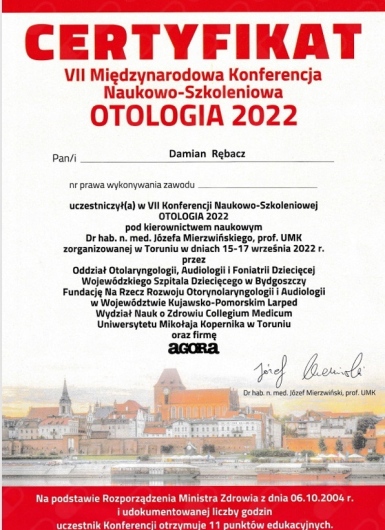 CERTYFIKAT
VII Międzynarodowa Konferencja
Naukowo-Szkoleniowa
OTOLOGIA 2022
Pan/i Damian Rębacz
nr prawa wykonywania zawodu
uczestniczył(a) w VII Konferencji Naukowo-Szkoleniowej
OTOLOGIA 2022
pod kierownictwem naukowym
Dr hab. n. med. Józefa Mierzwińskiego, prof. UMK
zorganizowanej w Toruniu w dniach 15-17 września 2022 r.
przez
Oddział Otolaryngologii, Audiologii i Foniatrii Dziecięcej
Wojewódzkiego Szpitala Dziecięcego w Bydgoszczy
Fundację Na Rzecz Rozwoju Otorynolaryngologii i Audiologii
w Województwie Kujawsko-Pomorskim Larped
Wydział Nauk o Zdrowiu Collegium Medicum
Uniwersytetu Mikołaja Kopernika w Toruniu
oraz firmę
AGORA
Józef Mierzwiński
Dr hab. n. med. Józef Mierzwiński, prof. UMK
Na podstawie Rozporządzenia Ministra Zdrowia z dnia 06.10.2004 r.
i udokumentowanej liczby godzin
uczestnik Konferencji otrzymuje 11 punktów edukacyjnych.